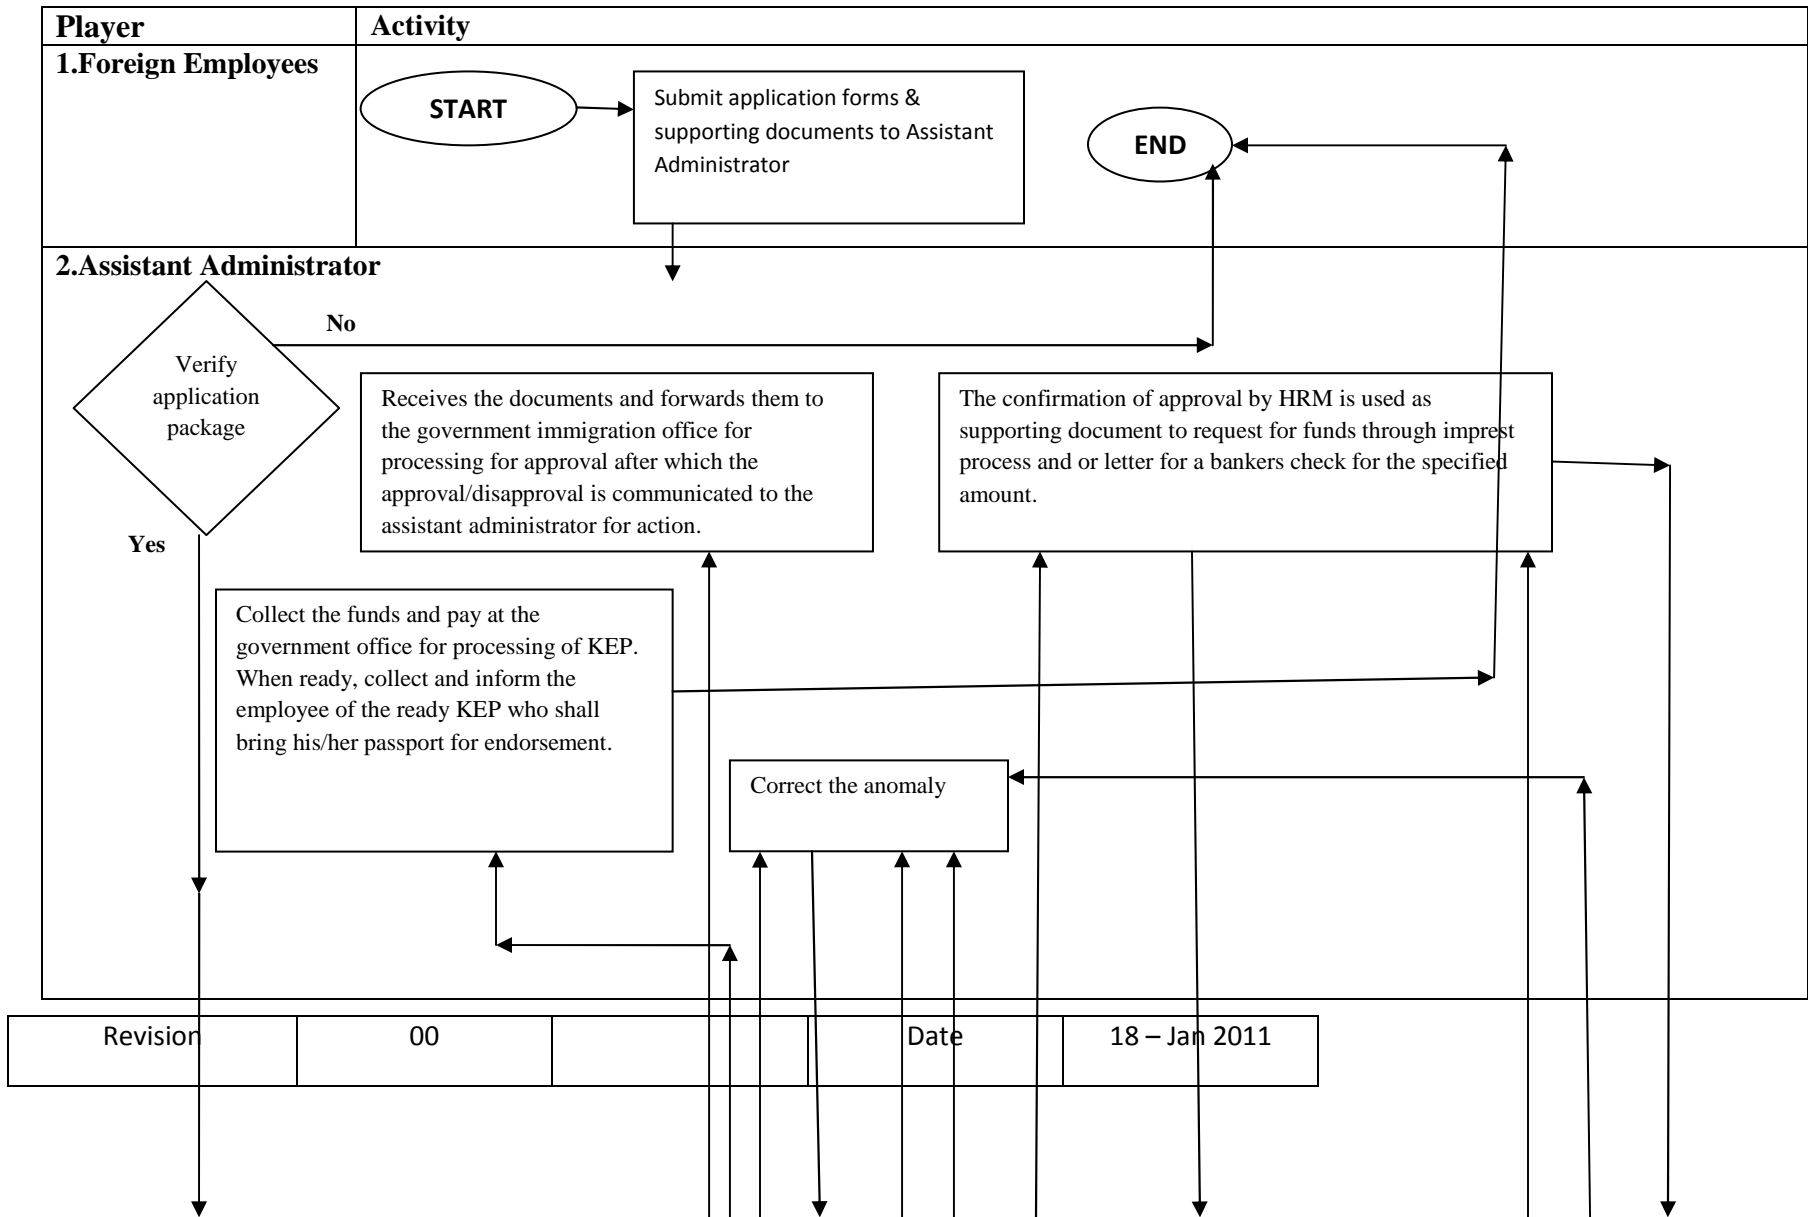 Player
Activity
1.Foreign Employees
START
Submit application forms &
supporting documents to Assistant
Administrator
END
2.Assistant Administrator
No
Verify
application
package
Yes
Receives the documents and forwards them to
the government immigration office for
processing for approval after which the
approval/disapproval is communicated to the
assistant administrator for action.
The confirmation of approval by HRM is used as
supporting document to request for funds through imprest
process and or letter for a bankers check for the specified
amount.
Collect the funds and pay at the
government office for processing of KEP.
When ready, collect and inform the
employee of the ready KEP who shall
bring his/her passport for endorsement.
Correct the anomaly
Revision
00
Date
18 – Jan 2011